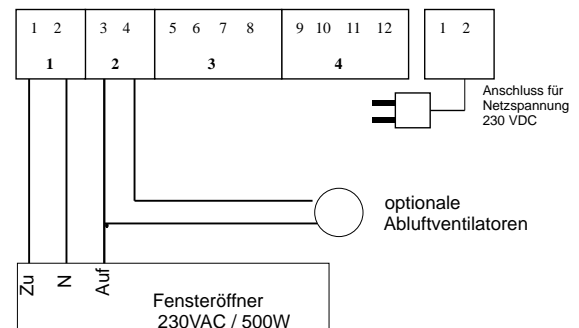 1 2 3 4 5 6 7 8 9 10 11 12 1 2
1 2 3 4
Anschluss für
Netzspannung
230 VDC
optionale
Abluftventilatoren
Zu N Auf
Fensteröffner
230VAC / 500W